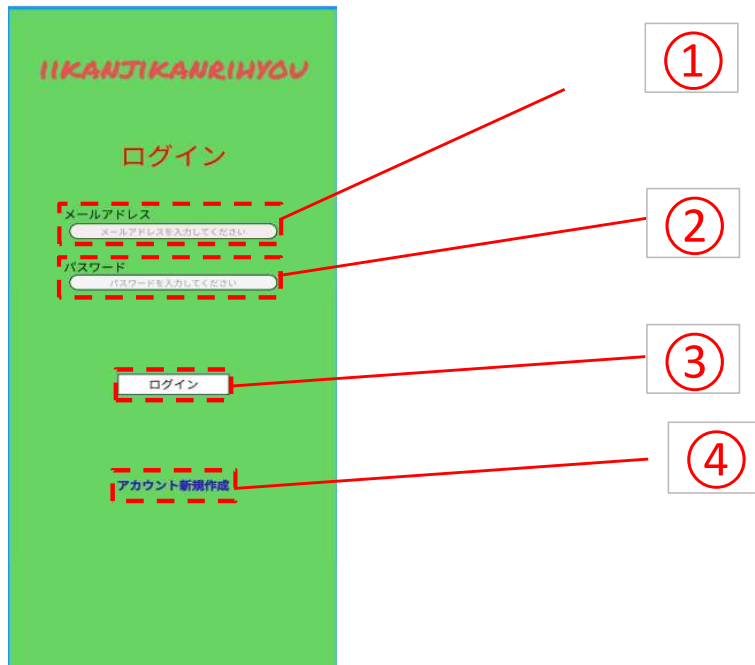 IIKANJIKANRIHYOU
①
ログイン
メールアドレス
メールアドレスを入力してください
②
パスワード
パスワードを入力してください
③
ログイン
④
アカウント新規作成